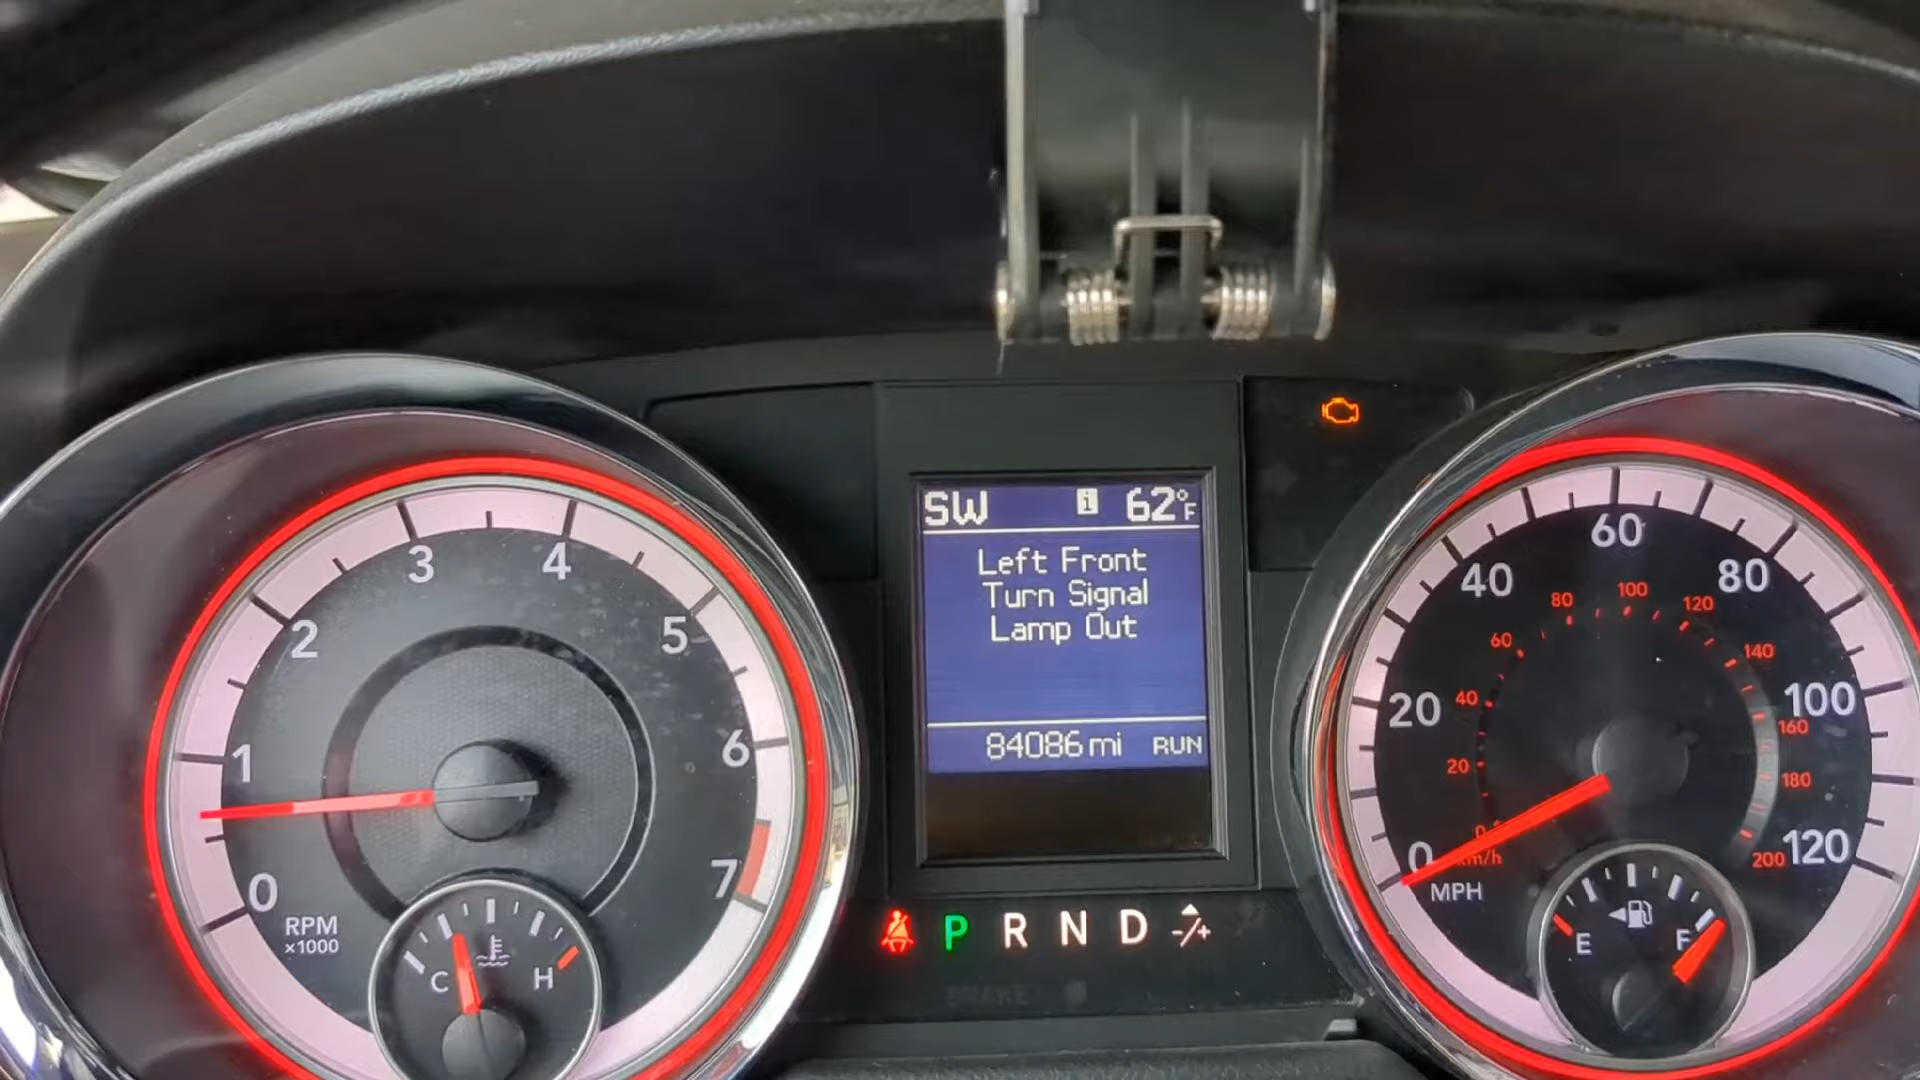 SW i 62°F
Left Front
Turn Signal
Lamp Out
84086 mi RUN
0
1
2
3
4
5
6
7
RPM
x1000
C H
P R N D -/+
BRAKE
0
20
40
60
80
100
120
MPH
20
40
60
80
100
120
140
160
180
200
km/h
E F